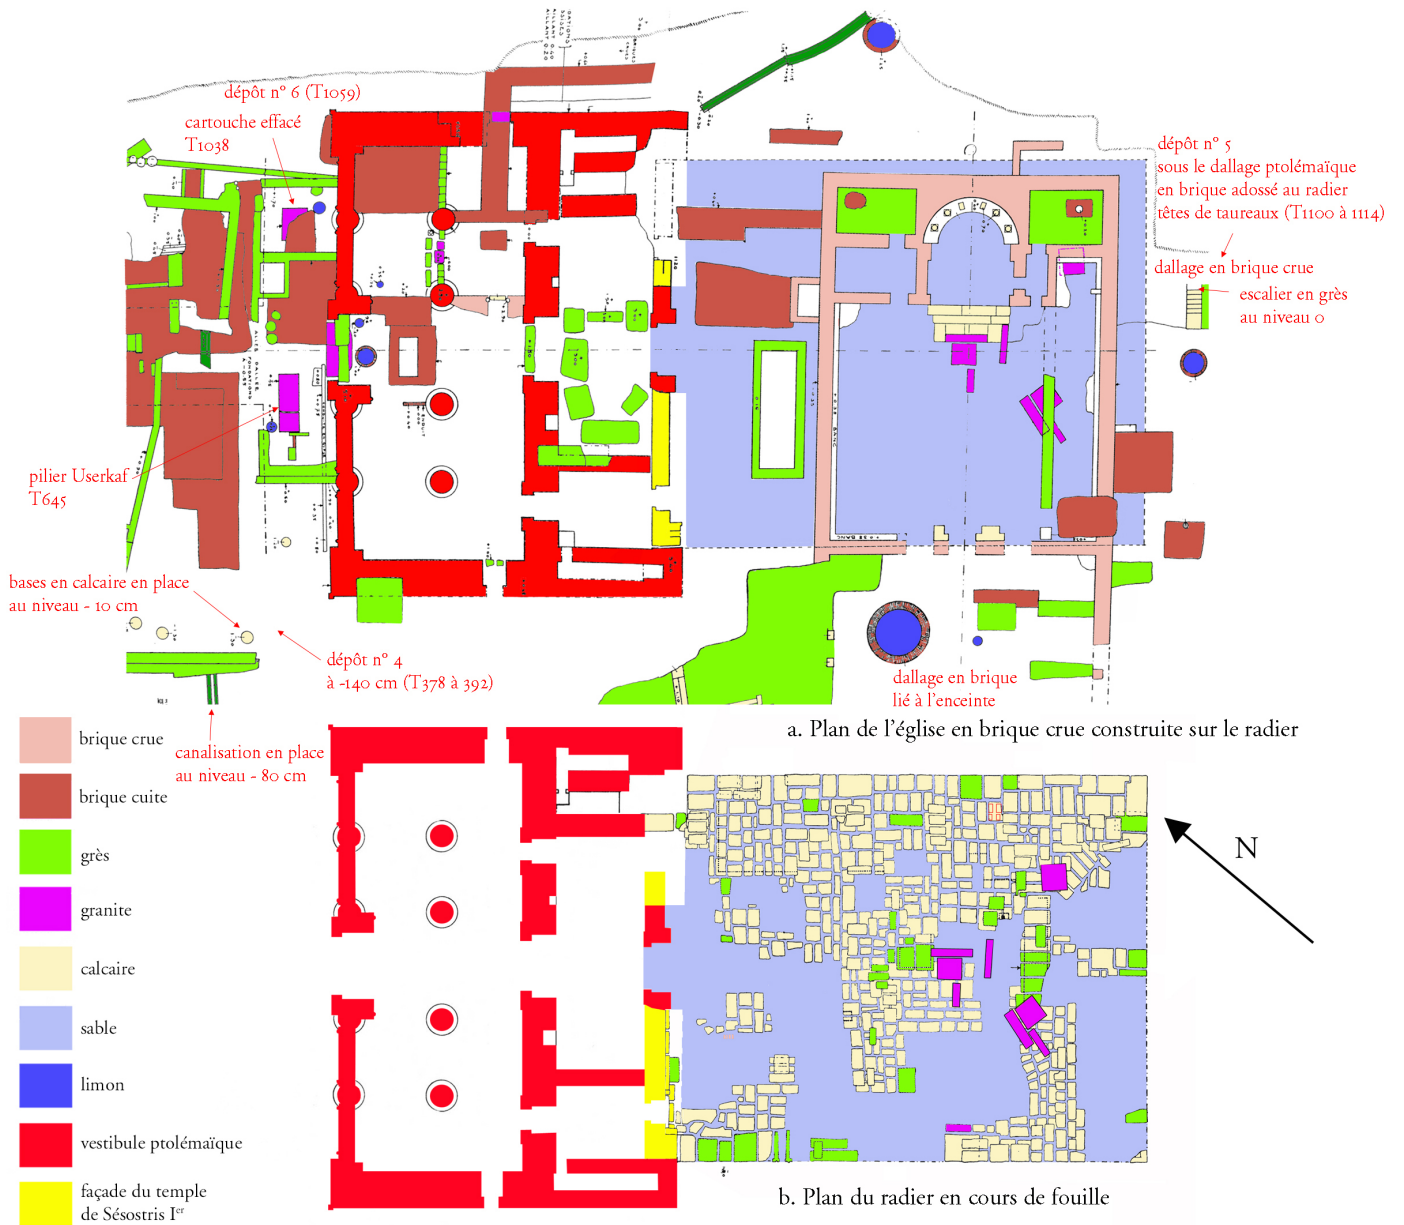 dépôt n° 6 (T1059)
cartouche effacé
T1038
dépôt n° 5
sous le dallage ptolémaïque
en brique adossé au radier
têtes de taureaux (T1100 à 1114)
dallage en brique crue
escalier en grès
au niveau 0
pilier Userkaf
T645
bases en calcaire en place
au niveau - 10 cm
dépôt n° 4
à -140 cm (T378 à 392)
dallage en brique
lié à l'enceinte
canalisation en place
au niveau - 80 cm
a. Plan de l'église en brique crue construite sur le radier
brique crue
brique cuite
grès
granite
calcaire
sable
limon
vestibule ptolémaïque
façade du temple
de Sésostris Ier
N
b. Plan du radier en cours de fouille